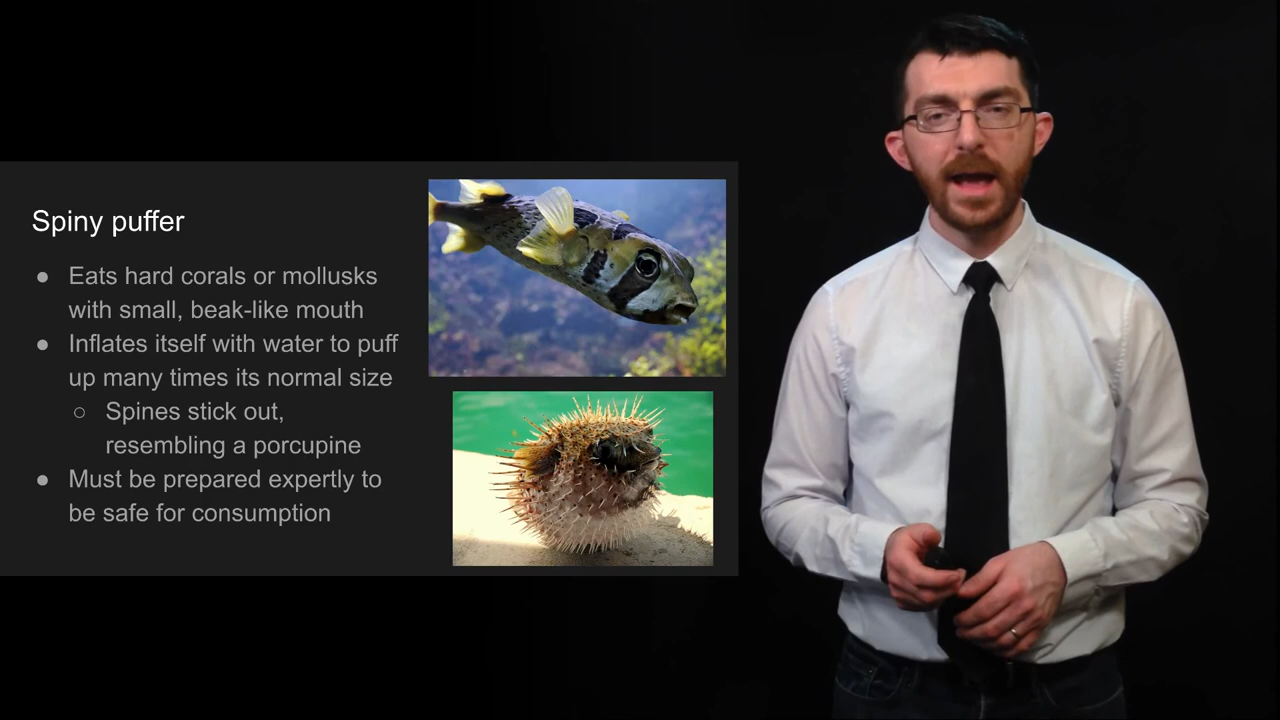 Spiny puffer
● Eats hard corals or mollusks
with small, beak-like mouth
● Inflates itself with water to puff
up many times its normal size
○ Spines stick out,
resembling a porcupine
● Must be prepared expertly to
be safe for consumption